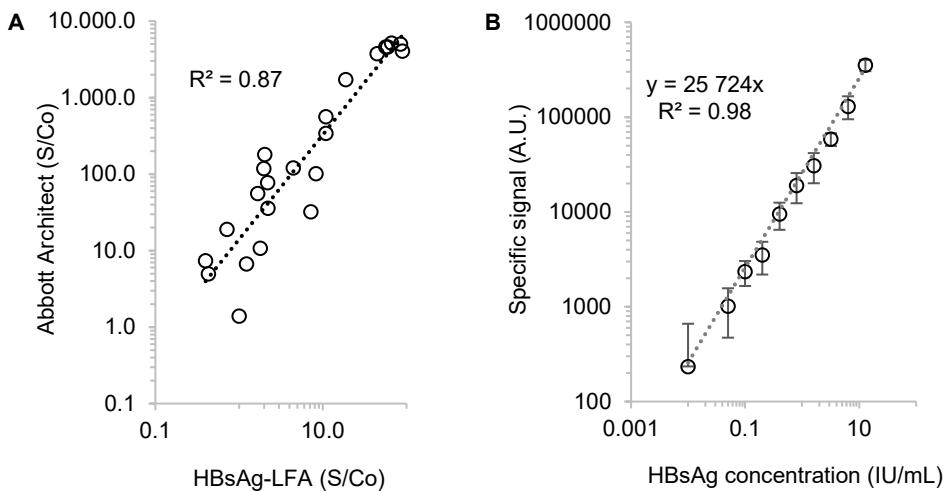 A
10.000.0
1.000.0
100.0
10.0
1.0
0.1
Abbott Architect (S/Co)
R² = 0.87
0.1
10.0
HBsAg-LFA (S/Co)
B
1000000
100000
10000
1000
100
Specific signal (A.U.)
y = 25 724x
R² = 0.98
0.001
0.1
10
HBsAg concentration (IU/mL)